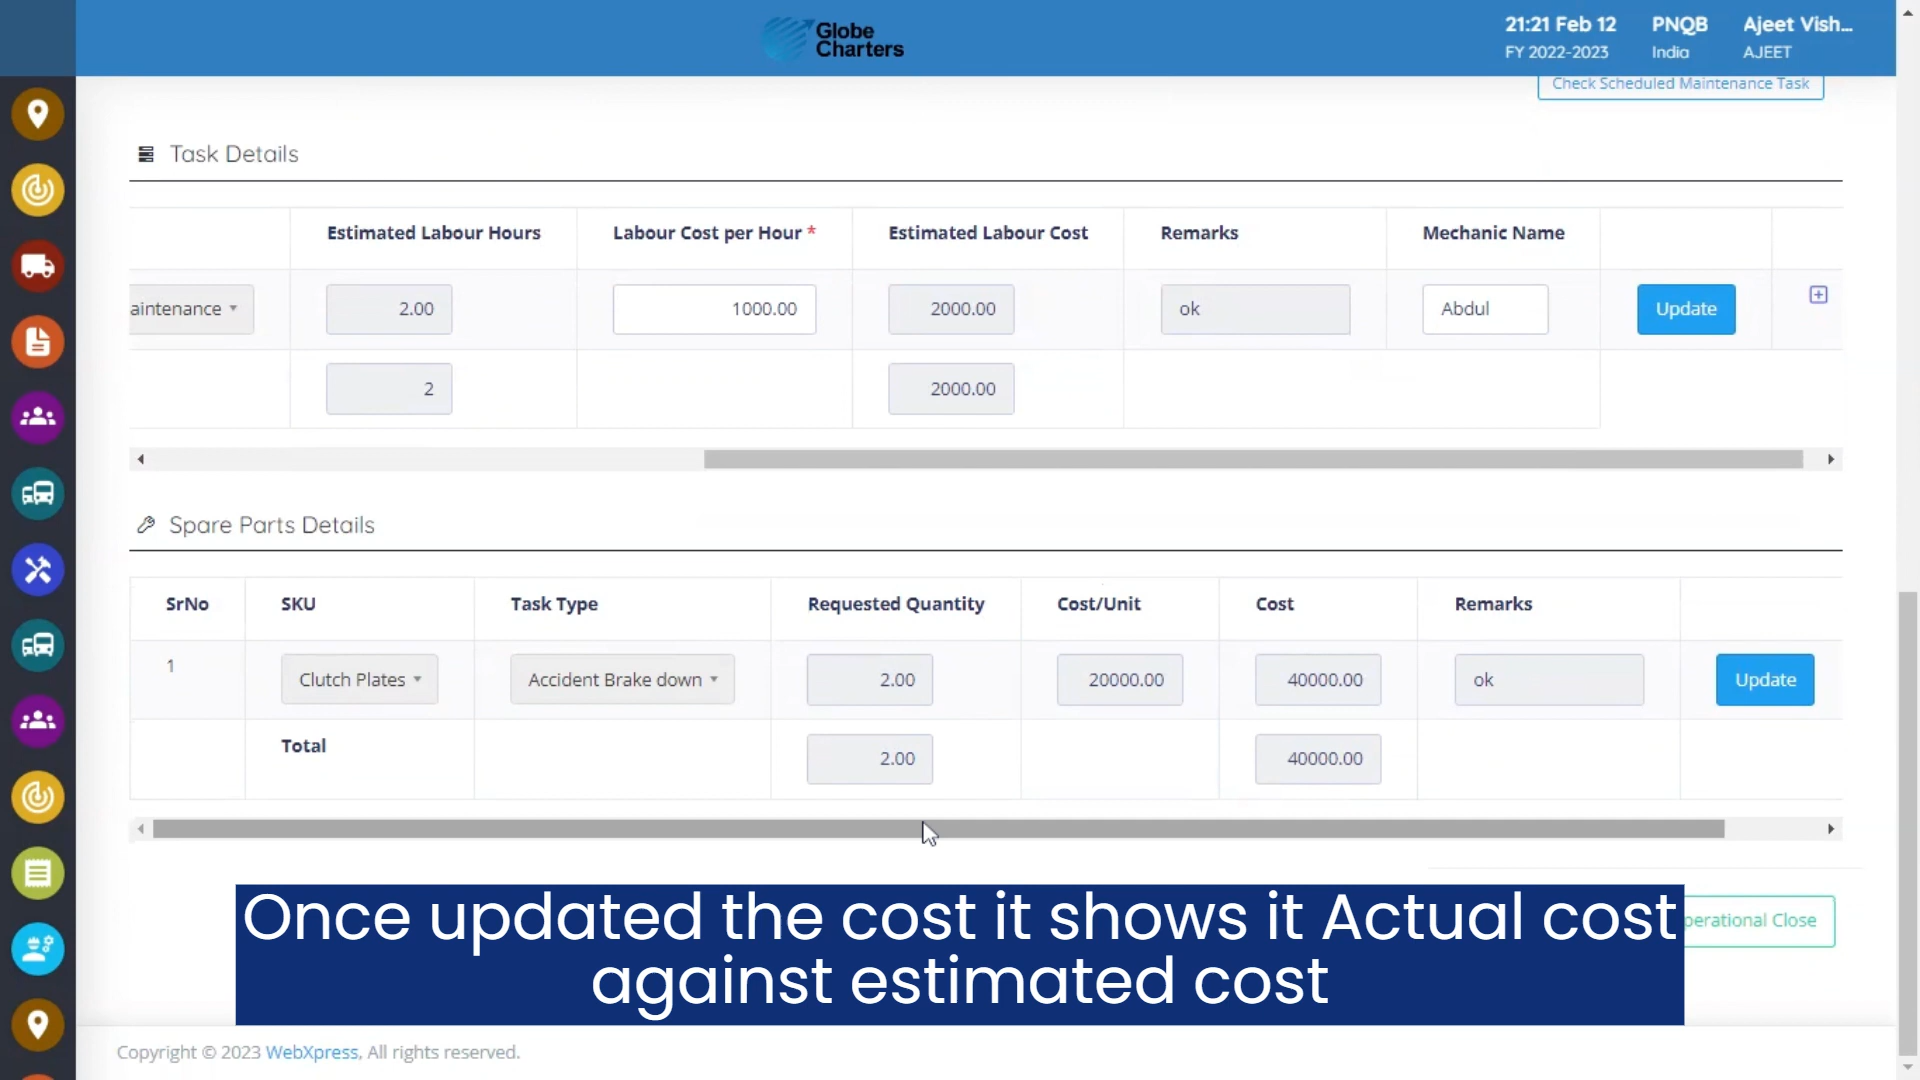 Globe
Charters
21:21 Feb 12 PNQB Ajeet Vish...
FY 2022-2023 India AJEET
Check Scheduled Maintenance Task
Task Details
Estimated Labour Hours Labour Cost per Hour * Estimated Labour Cost Remarks Mechanic Name
aintenance 2.00 1000.00 2000.00 ok Abdul Update
2 2000.00
Spare Parts Details
SrNo SKU Task Type Requested Quantity Cost/Unit Cost Remarks
1 Clutch Plates Accident Brake down 2.00 20000.00 40000.00 ok Update
Total 2.00 40000.00
Once updated the cost it shows it Actual cost
against estimated cost
perational Close
Copyright © 2023 WebXpress, All rights reserved.